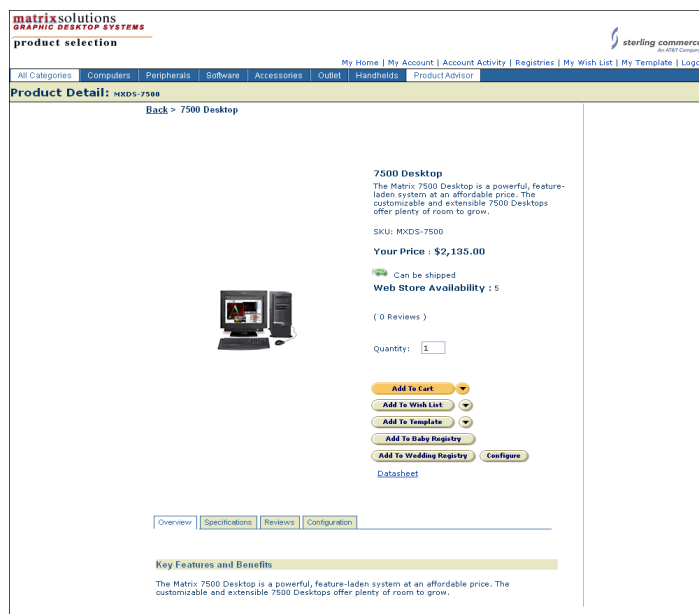 matrixsolutions
GRAPHIC DESKTOP SYSTEMS
product selection
sterling commerce
An AT&T Company
My Home | My Account | Account Activity | Registries | My Wish List | My Template | Logo
All Categories Computers Peripherals Software Accessories Outlet Handhelds Product Advisor
Product Detail: MXDS-7500
Back > 7500 Desktop
7500 Desktop
The Matrix 7500 Desktop is a powerful, feature-
laden system at an affordable price. The
customizable and extensible 7500 Desktops
offer plenty of room to grow.
SKU: MXDS-7500
Your Price : $2,135.00
Can be shipped
Web Store Availability : 5
( 0 Reviews )
Quantity: 1
Add To Cart
Add To Wish List
Add To Template
Add To Baby Registry
Add To Wedding Registry Configure
Datasheet
Overview Specifications Reviews Configuration
Key Features and Benefits
The Matrix 7500 Desktop is a powerful, feature-laden system at an affordable price. The
customizable and extensible 7500 Desktops offer plenty of room to grow.